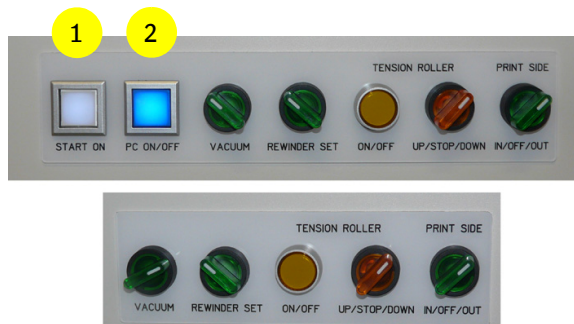 1 2
TENSION ROLLER PRINT SIDE
START ON PC ON/OFF VACUUM REWINDER SET ON/OFF UP/STOP/DOWN IN/OFF/OUT
TENSION ROLLER PRINT SIDE
VACUUM REWINDER SET ON/OFF UP/STOP/DOWN IN/OFF/OUT